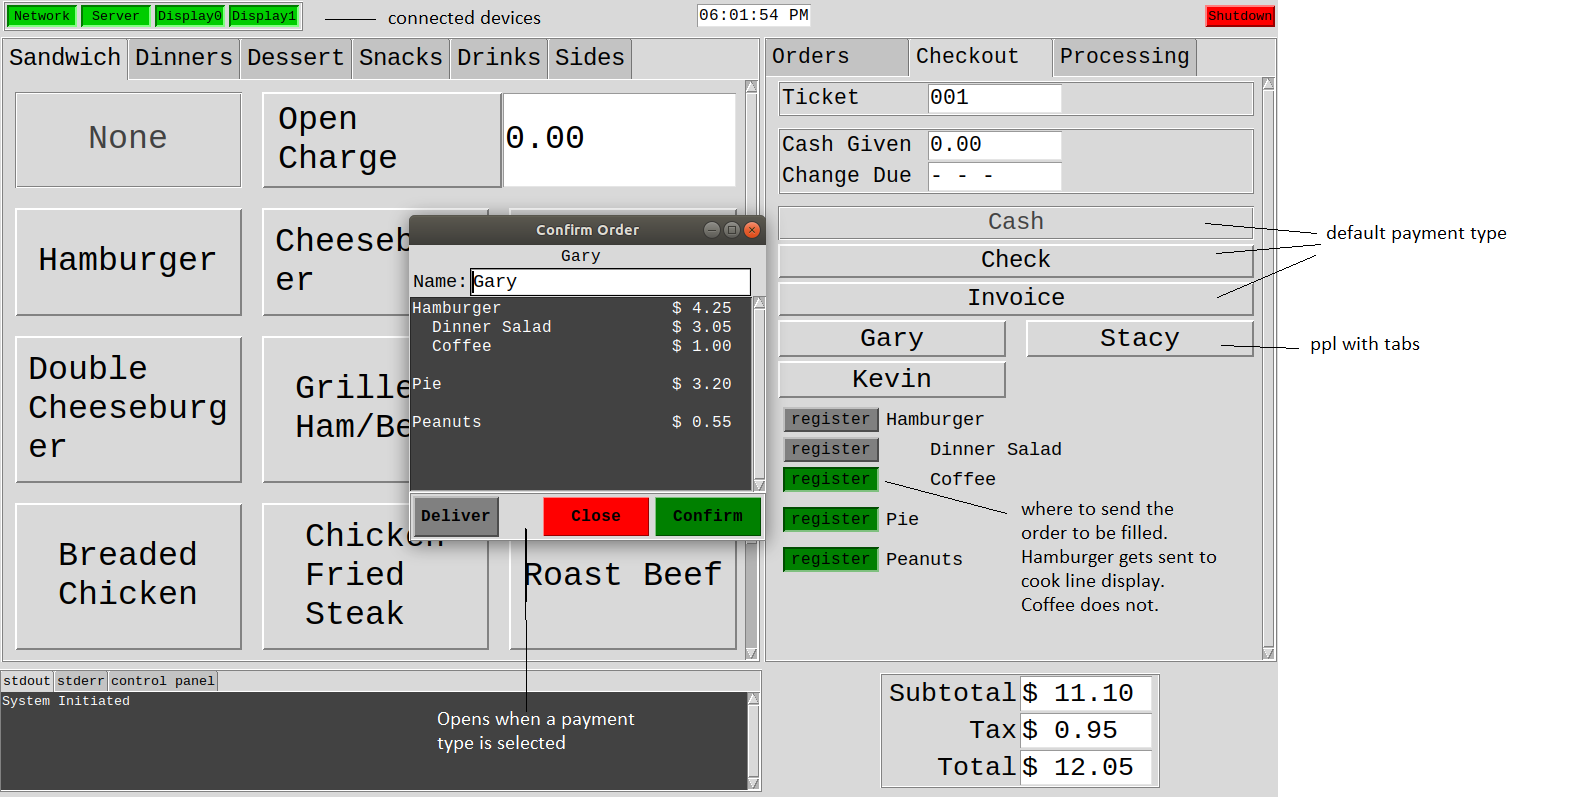 Network Server Display0 Display1
connected devices
06:01:54 PM
Shutdown
Sandwich Dinners Dessert Snacks Drinks Sides
None
Open
Charge
0.00
Hamburger
Cheeseb
er
Double
Cheeseburg
er
Grille
Ham/Be
Breaded
Chicken
Chicken
Fried
Steak
Roast Beef
Confirm Order
Gary
Name: Gary
Hamburger $ 4.25
Dinner Salad $ 3.05
Coffee $ 1.00
Pie $ 3.20
Peanuts $ 0.55
Deliver Close Confirm
Opens when a payment
type is selected
stdout stderr control panel
System Initiated
Orders Checkout Processing
Ticket 001
Cash Given 0.00
Change Due - - -
Cash
Check
Invoice
default payment type
Gary Stacy
Kevin
ppl with tabs
register Hamburger
register Dinner Salad
register Coffee
register Pie
register Peanuts
where to send the
order to be filled.
Hamburger gets sent to
cook line display.
Coffee does not.
Subtotal $ 11.10
Tax $ 0.95
Total $ 12.05